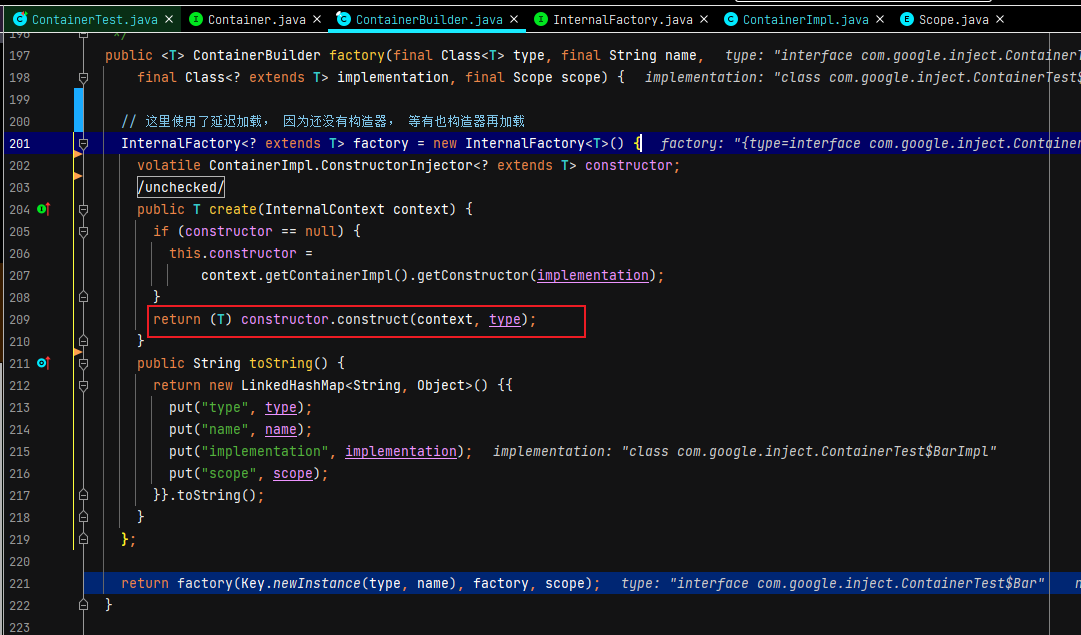 ContainerTest.java × Container.java × ContainerBuilder.java × InternalFactory.java × ContainerImpl.java × Scope.java ×
196 */
197 public <T> ContainerBuilder factory(final Class<T> type, final String name, type: "interface com.google.inject.ContainerT
198 final Class<? extends T> implementation, final Scope scope) { implementation: "class com.google.inject.ContainerTest$
199
200 // 这里使用了延迟加载, 因为还没有构造器, 等有也构造器再加载
201 InternalFactory<? extends T> factory = new InternalFactory<T>() { factory: "{type=interface com.google.inject.Container
202 volatile ContainerImpl.ConstructorInjector<? extends T> constructor;
203 /unchecked/
204 public T create(InternalContext context) {
205 if (constructor == null) {
206 this.constructor =
207 context.getContainerImpl().getConstructor(implementation);
208 }
209 return (T) constructor.construct(context, type);
210 }
211 public String toString() {
212 return new LinkedHashMap<String, Object>() {{
213 put("type", type);
214 put("name", name);
215 put("implementation", implementation); implementation: "class com.google.inject.ContainerTest$BarImpl"
216 put("scope", scope);
217 }}.toString();
218 }
219 };
220
221 return factory(Key.newInstance(type, name), factory, scope); type: "interface com.google.inject.ContainerTest$Bar" n
222 }
223